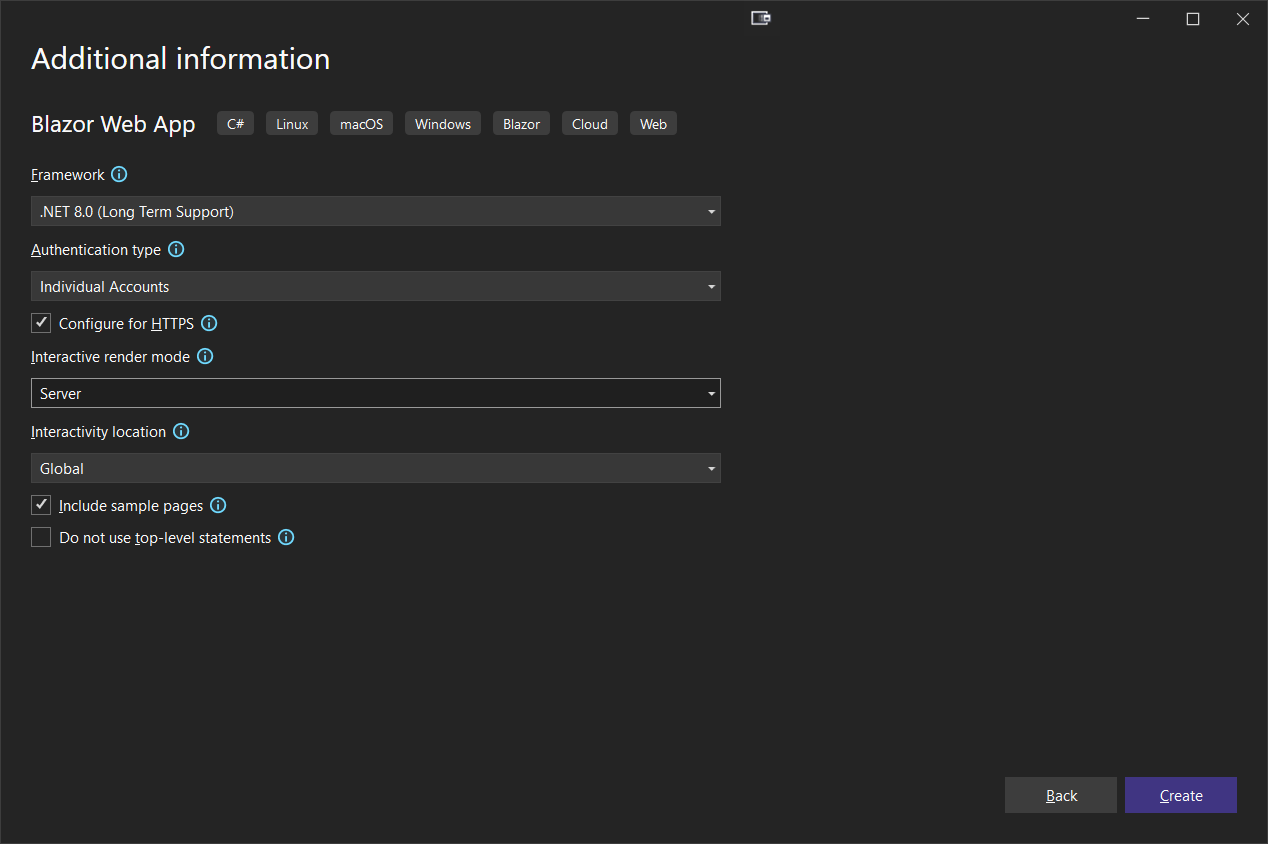 Additional information
Blazor Web App C# Linux macOS Windows Blazor Cloud Web
Framework
.NET 8.0 (Long Term Support)
Authentication type
Individual Accounts
Configure for HTTPS
Interactive render mode
Server
Interactivity location
Global
Include sample pages
Do not use top-level statements
Back Create